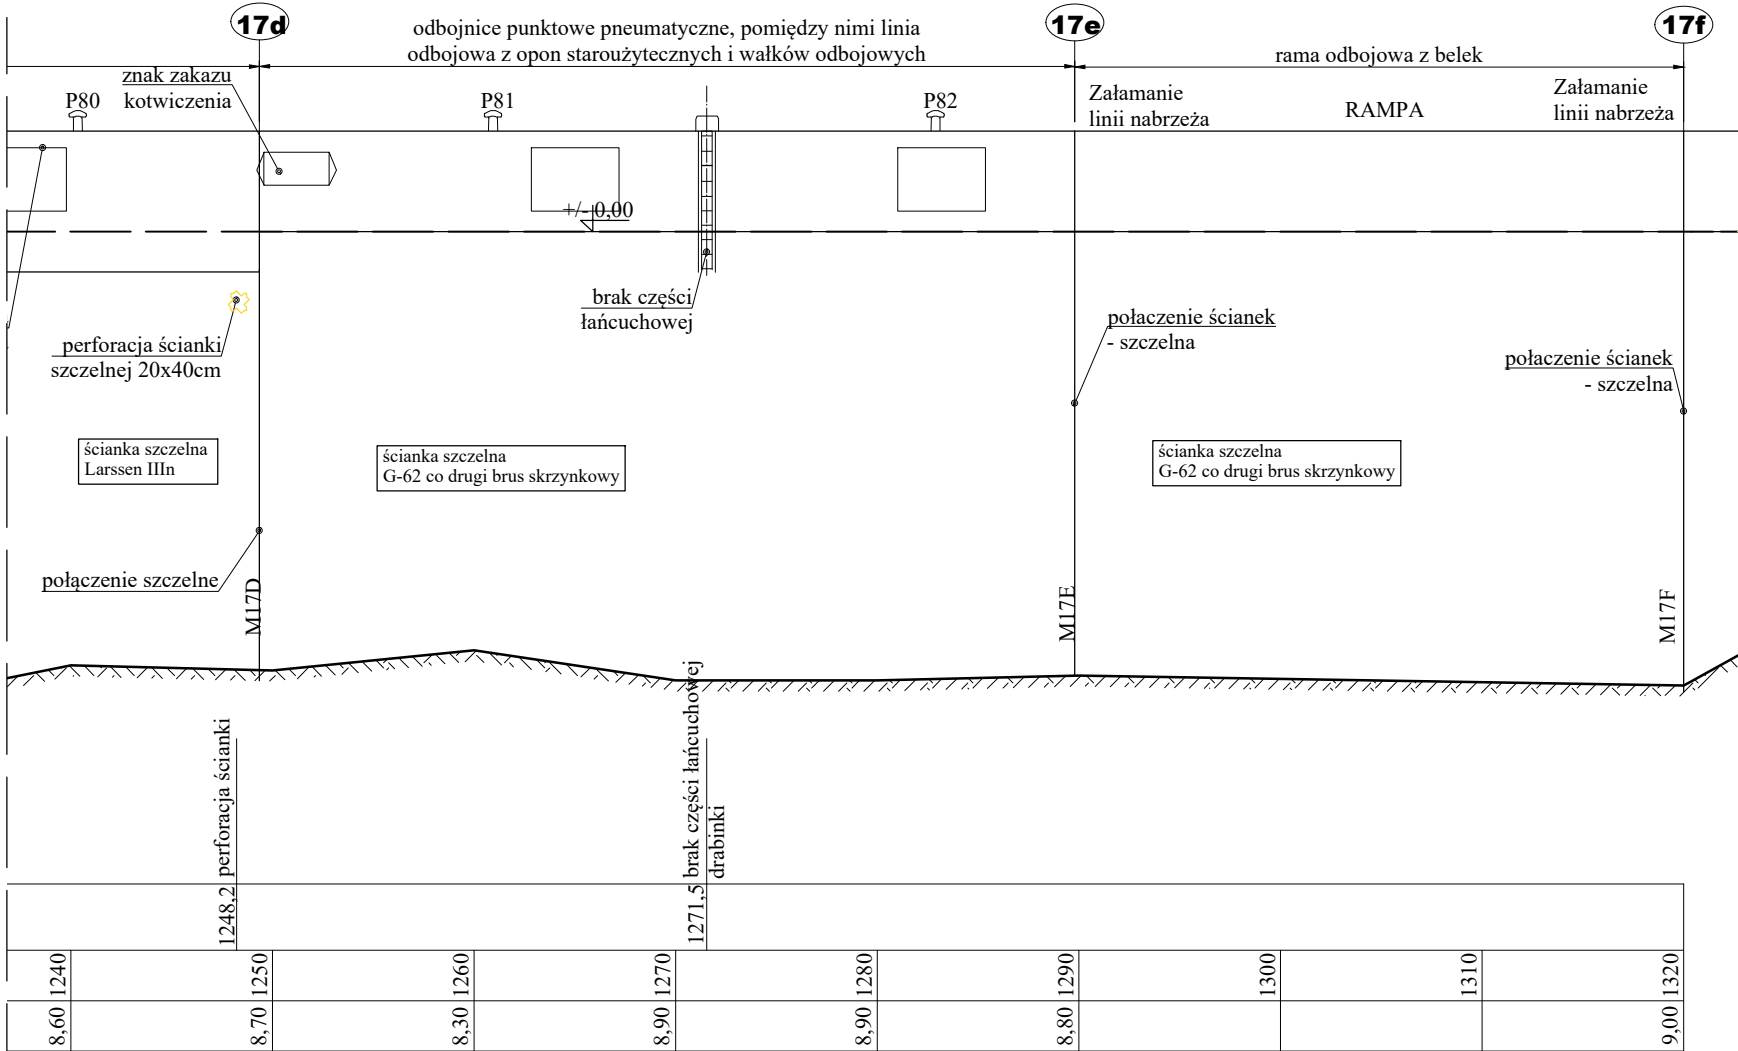 17d
17e
17f
odbojnice punktowe pneumatyczne, pomiędzy nimi linia
odbojowa z opon staroużytecznych i wałków odbojowych
rama odbojowa z belek
znak zakazu
kotwiczenia
P80
P81
P82
Załamanie
linii nabrzeża
RAMPA
Załamanie
linii nabrzeża
+/- 0,00
brak części
łańcuchowej
perforacja ścianki
szczelnej 20x40cm
połaczenie ścianek
- szczelna
połaczenie ścianek
- szczelna
ścianka szczelna
Larssen IIIn
ścianka szczelna
G-62 co drugi brus skrzynkowy
ścianka szczelna
G-62 co drugi brus skrzynkowy
połączenie szczelne
M17D
M17E
M17F
1248,2 perforacja ścianki
1271,5 brak części łańcuchowej
drabinki
1240
1250
1260
1270
1280
1290
1300
1310
1320
8,60
8,70
8,30
8,90
8,90
8,80
9,00